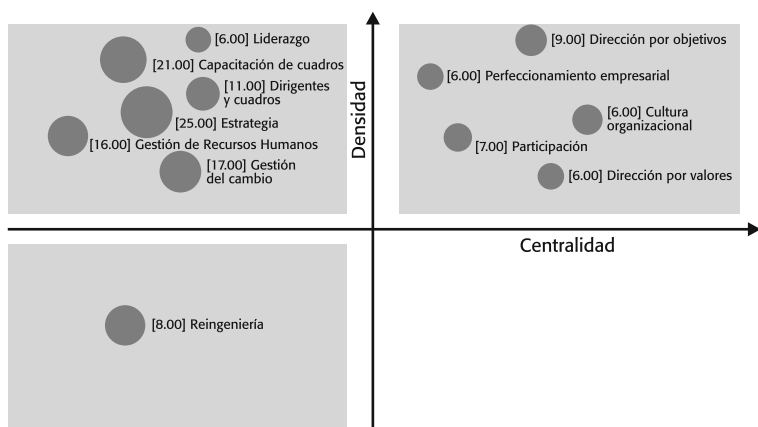 [6.00] Liderazgo
[21.00] Capacitación de cuadros
[11.00] Dirigentes
y cuadros
[25.00] Estrategia
[16.00] Gestión de Recursos Humanos
[17.00] Gestión
del cambio
Densidad
[9.00] Dirección por objetivos
[6.00] Perfeccionamiento empresarial
[6.00] Cultura
organizacional
[7.00] Participación
[6.00] Dirección por valores
Centralidad
[8.00] Reingeniería